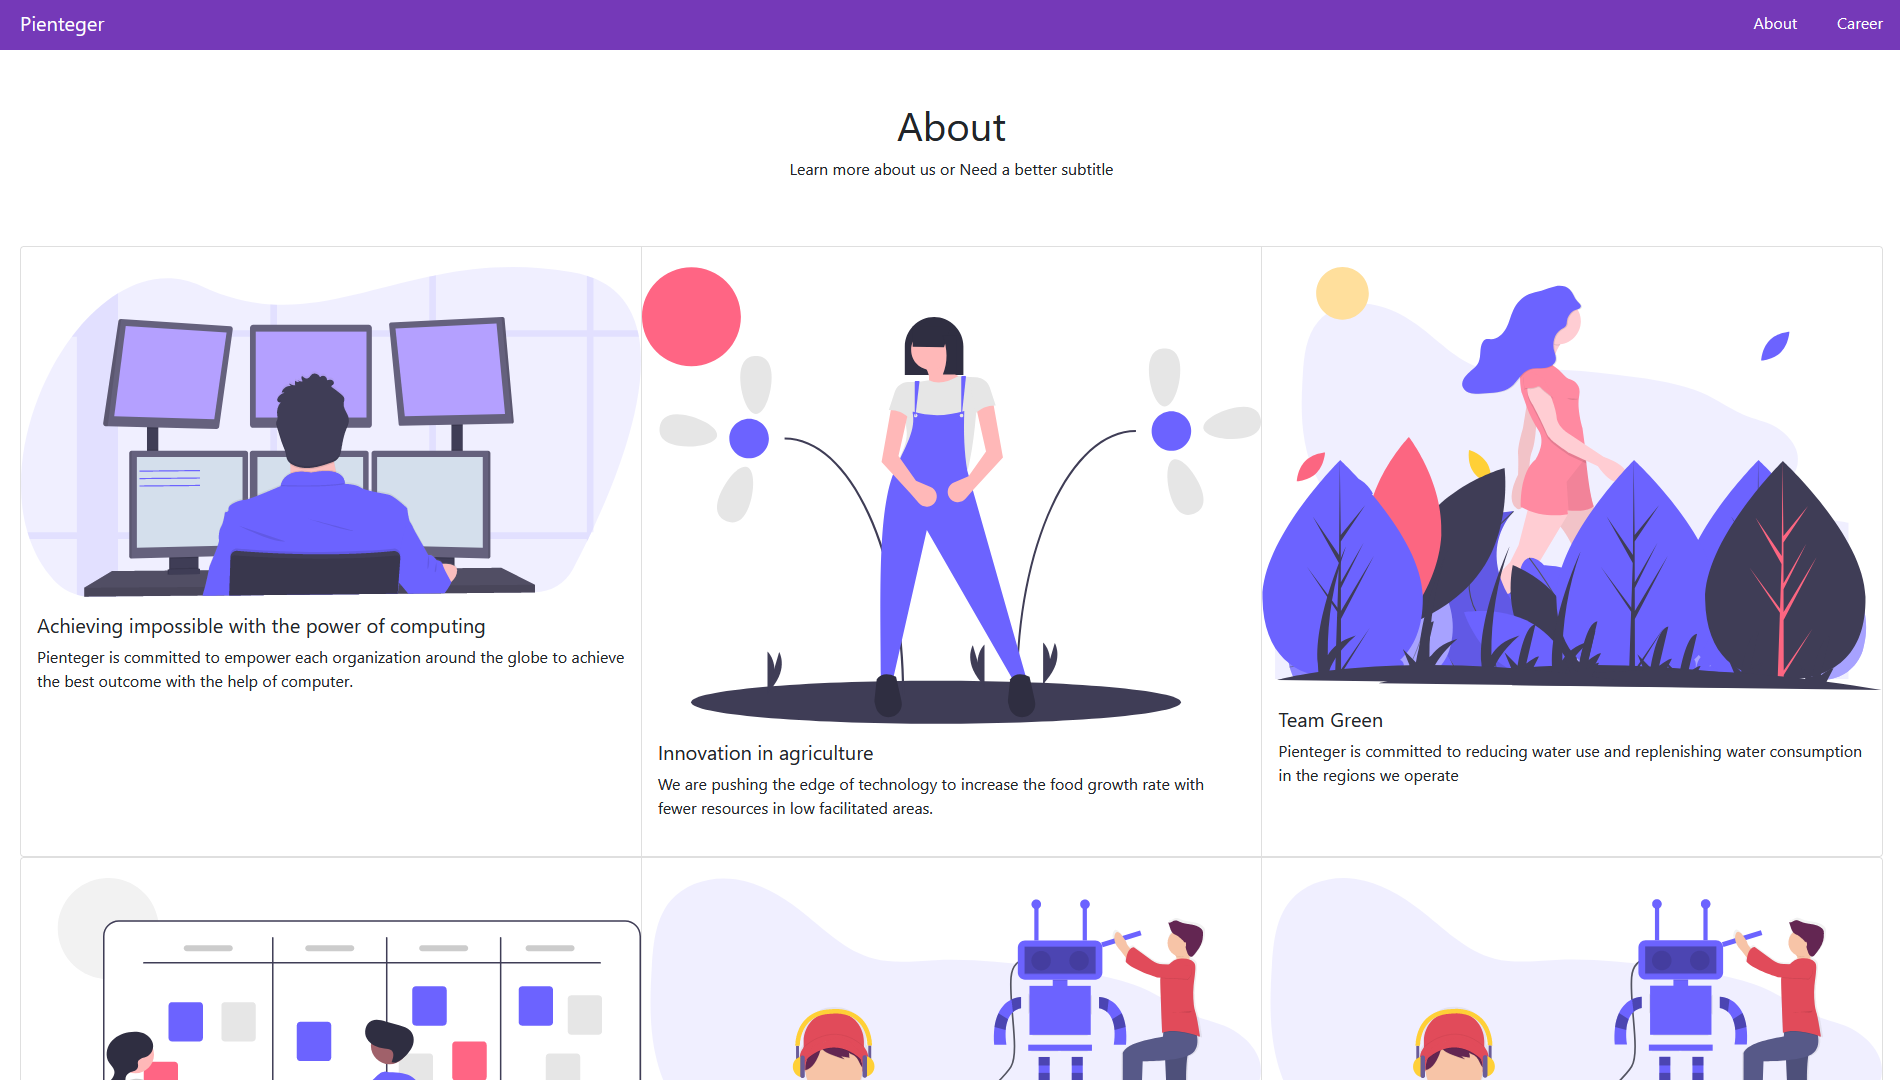 Pienteger
About
Career
About
Learn more about us or Need a better subtitle
Achieving impossible with the power of computing
Pienteger is committed to empower each organization around the globe to achieve
the best outcome with the help of computer.
Innovation in agriculture
We are pushing the edge of technology to increase the food growth rate with
fewer resources in low facilitated areas.
Team Green
Pienteger is committed to reducing water use and replenishing water consumption
in the regions we operate